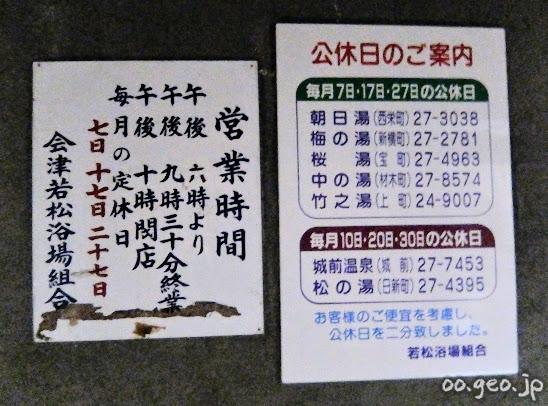 営業時間
午後 六時より
午後 九時三十分終業
午後 十時閉店
毎月の定休日
七日 十七日 二十七日
会津若松浴場組合
公休日のご案内
毎月7日・17日・27日の公休日
朝日湯(西栄町)27-3038
梅の湯(新横町)27-2781
桜湯(宝町)27-4963
中の湯(材木町)27-8574
竹之湯(上町)24-9007
毎月10日・20日・30日の公休日
城前温泉(城前)27-7453
松の湯(日新町)27-4395
お客様のご便宜を考慮し、
公休日を二分致しました。
若松浴場組合
oo.geo.jp